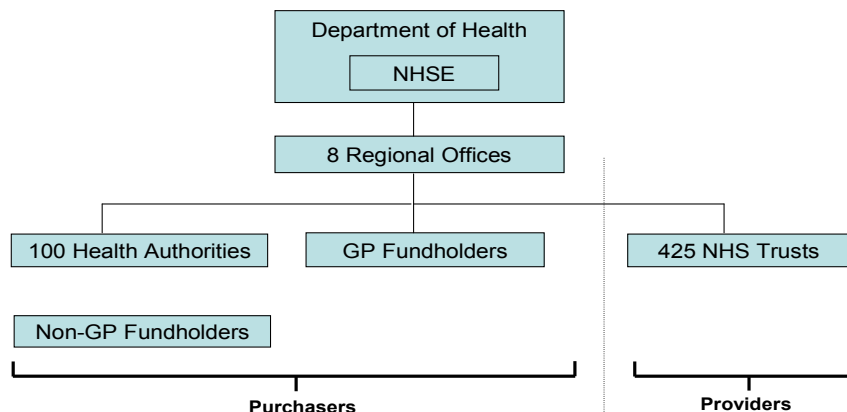 Department of Health
NHSE
8 Regional Offices
100 Health Authorities
GP Fundholders
425 NHS Trusts
Non-GP Fundholders
Purchasers
Providers